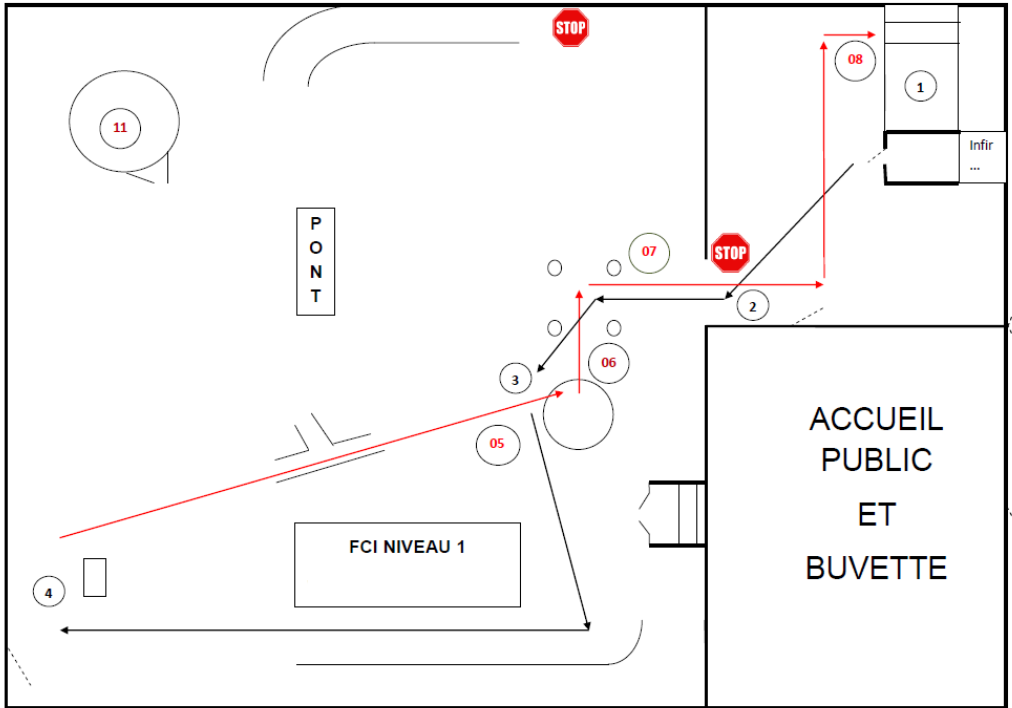 STOP
08
1
11
Infir
...
P
O
N
T
07
STOP
2
06
3
05
ACCUEIL
PUBLIC
ET
BUVETTE
FCI NIVEAU 1
4